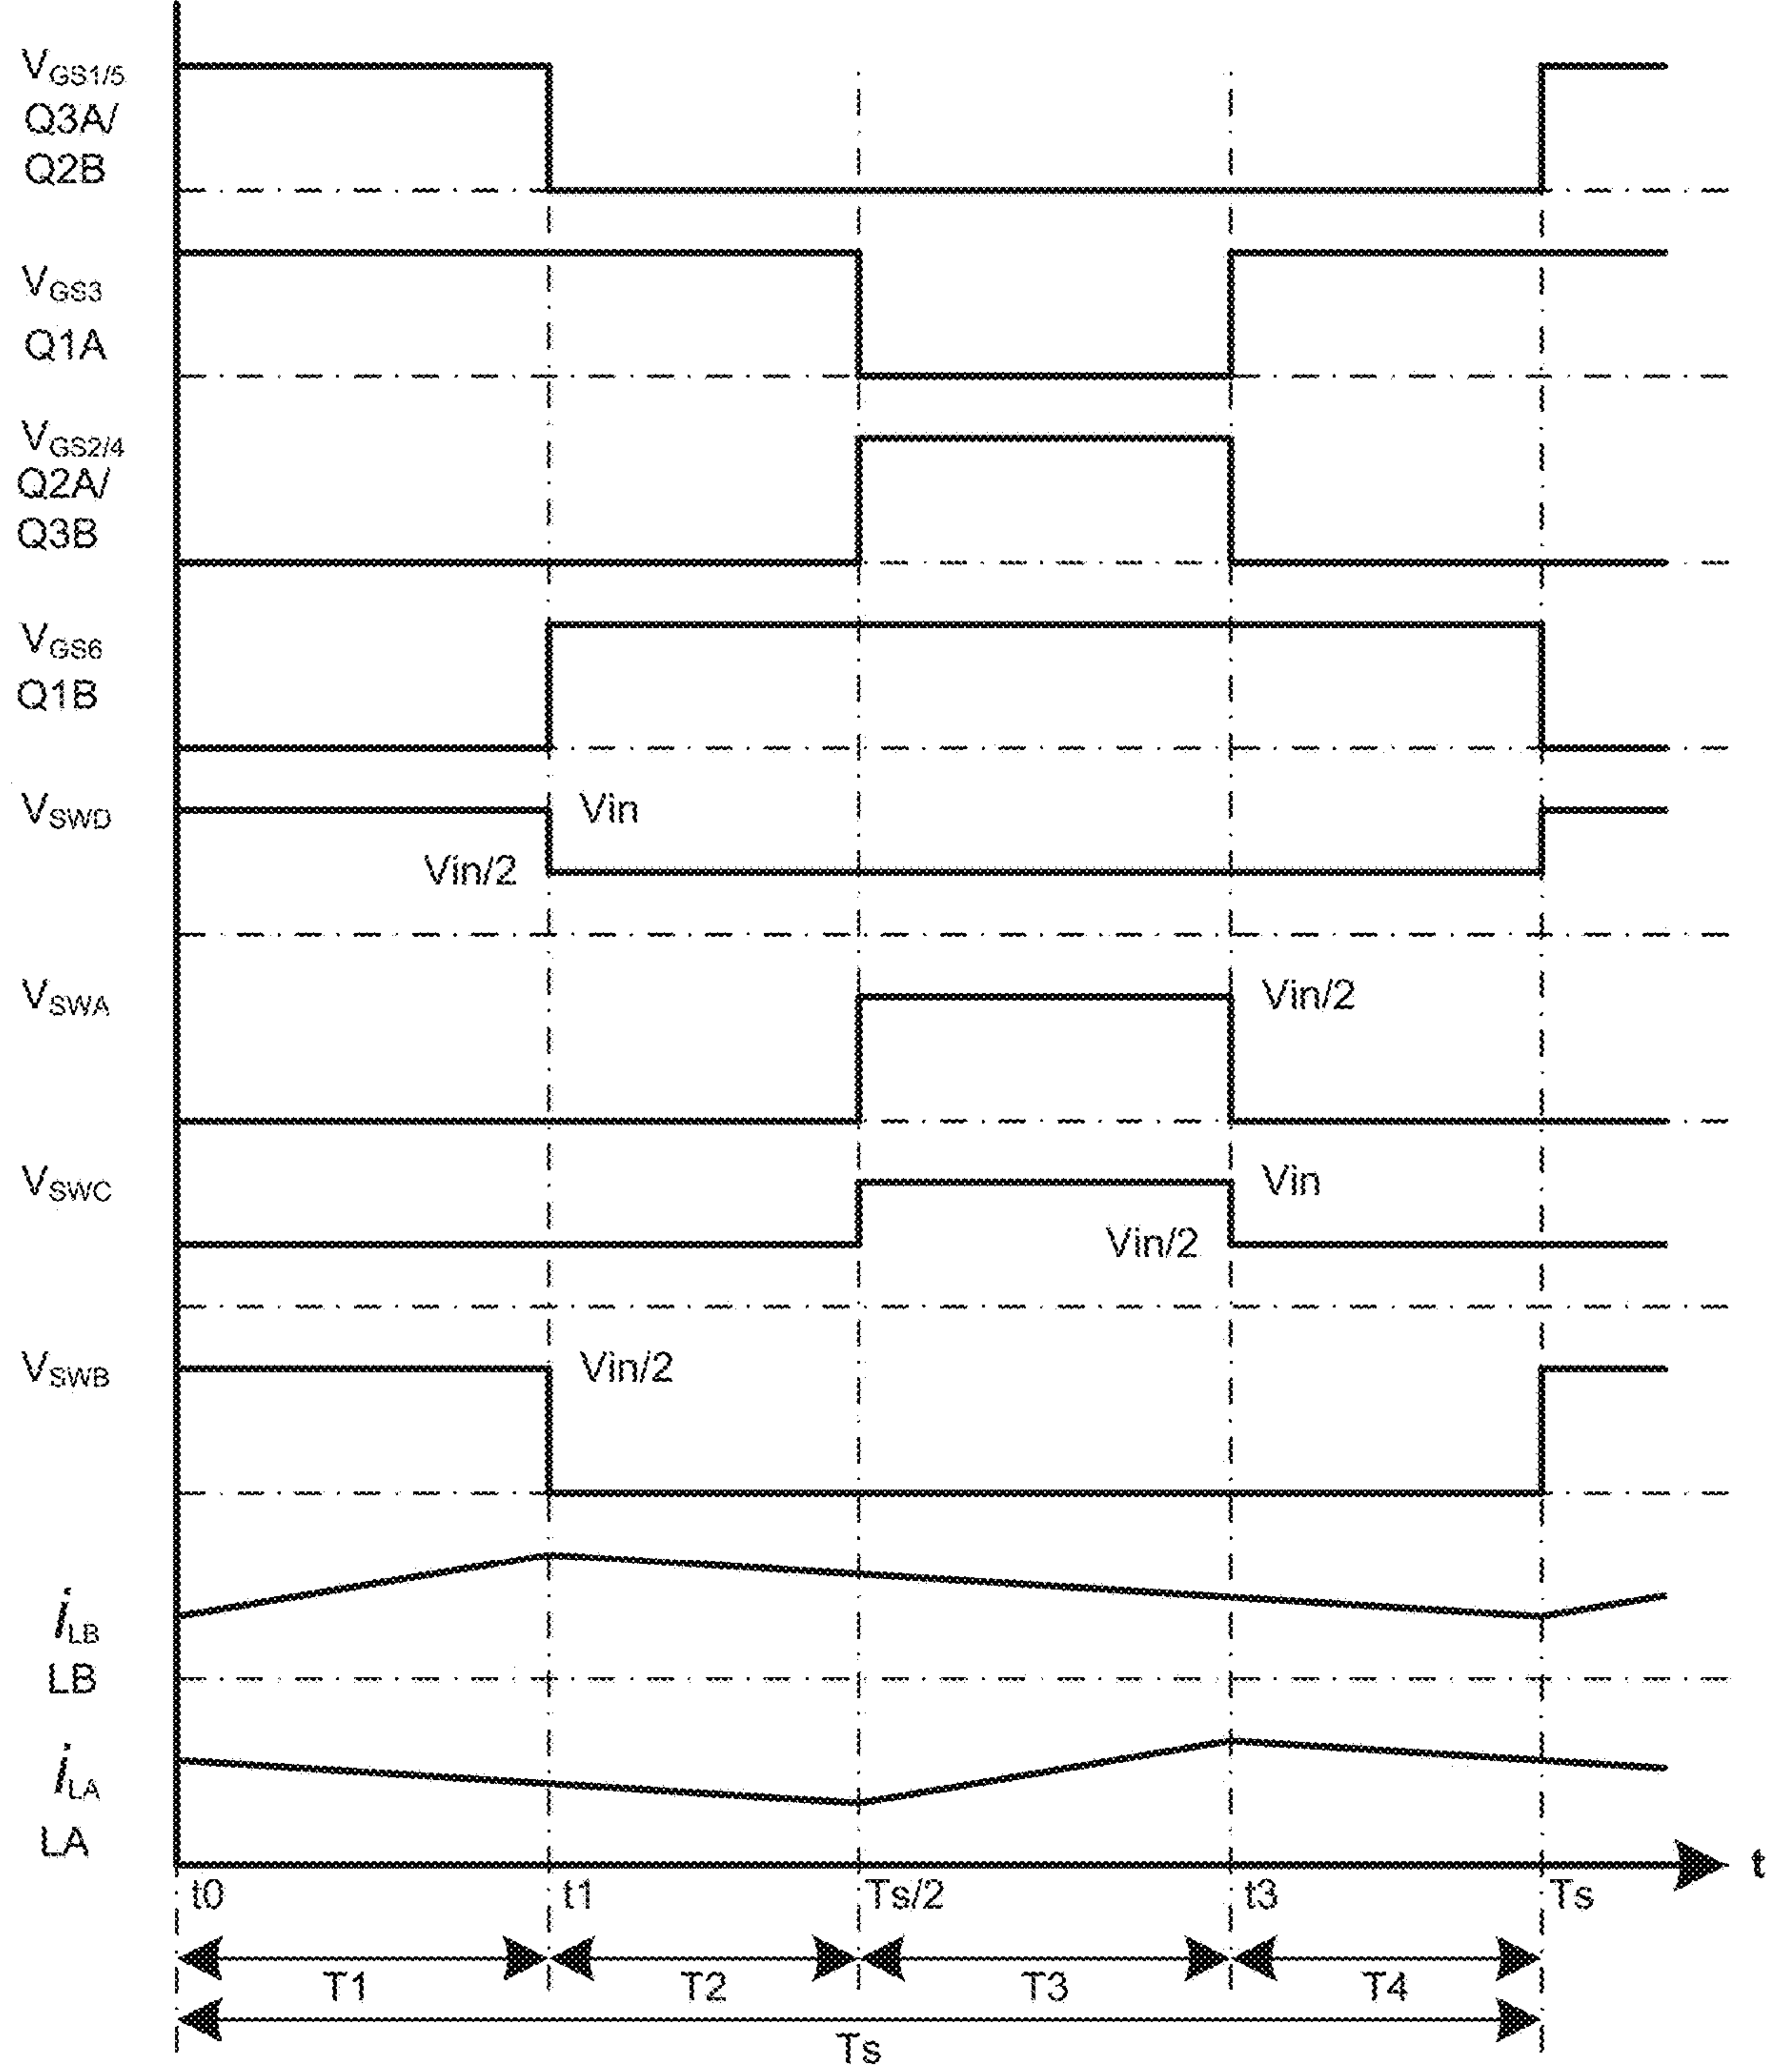 VGS1/5
Q3A/
Q2B
VGS3
Q1A
VGS2/4
Q2A/
Q3B
VGS6
Q1B
VSWD
Vin
Vin/2
VSWA
Vin/2
VSWC
Vin
Vin/2
VSWB
Vin/2
iLB
LB
iLA
LA
t
t0 t1 Ts/2 t3 Ts
T1 T2 T3 T4
Ts